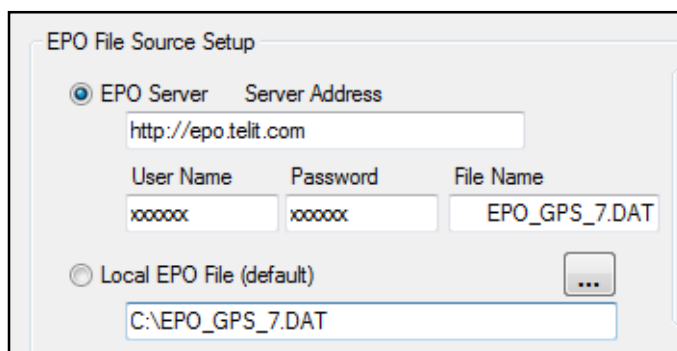 EPO File Source Setup
EPO Server Server Address
http://epo.telit.com
User Name Password File Name
xxxxxx xxxxxx EPO_GPS_7.DAT
Local EPO File (default) ...
C:\EPO_GPS_7.DAT